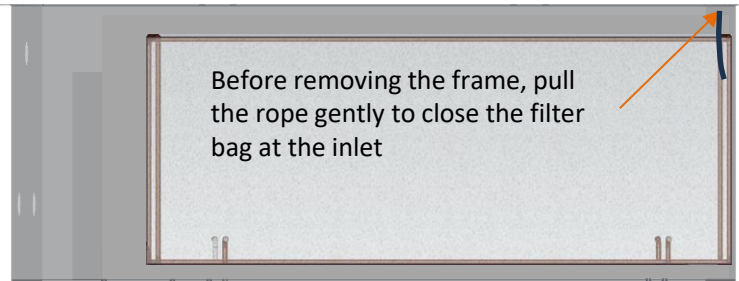 Before removing the frame, pull
the rope gently to close the filter
bag at the inlet